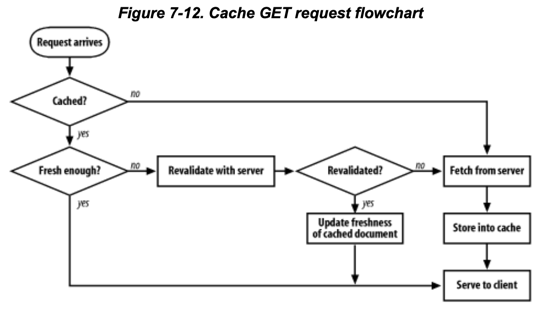 Figure 7-12. Cache GET request flowchart
Request arrives
Cached?
no
yes
Fresh enough?
no
Revalidate with server
Revalidated?
no
Fetch from server
yes
yes
Update freshness
of cached document
Store into cache
Serve to client